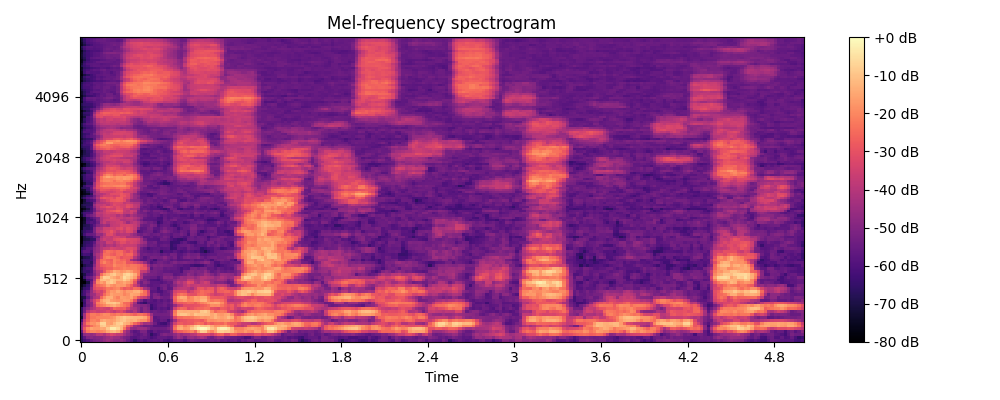 Mel-frequency spectrogram
Hz
4096
2048
1024
512
0
0 0.6 1.2 1.8 2.4 3 3.6 4.2 4.8
Time
+0 dB
-10 dB
-20 dB
-30 dB
-40 dB
-50 dB
-60 dB
-70 dB
-80 dB